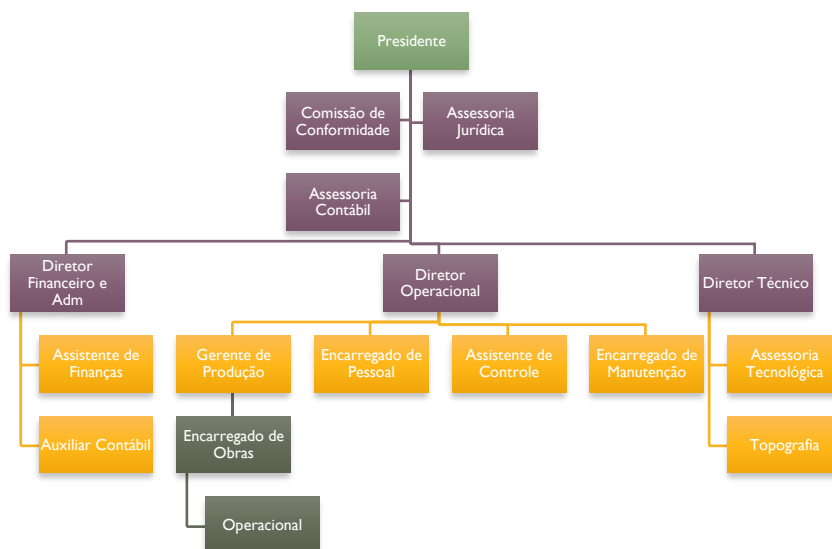 Presidente
Comissão de
Conformidade
Assessoria
Jurídica
Assessoria
Contábil
Diretor
Financeiro e
Adm
Diretor
Operacional
Diretor Técnico
Assistente de
Finanças
Gerente de
Produção
Encarregado de
Pessoal
Assistente de
Controle
Encarregado de
Manutenção
Assessoria
Tecnológica
Auxiliar Contábil
Encarregado de
Obras
Topografia
Operacional